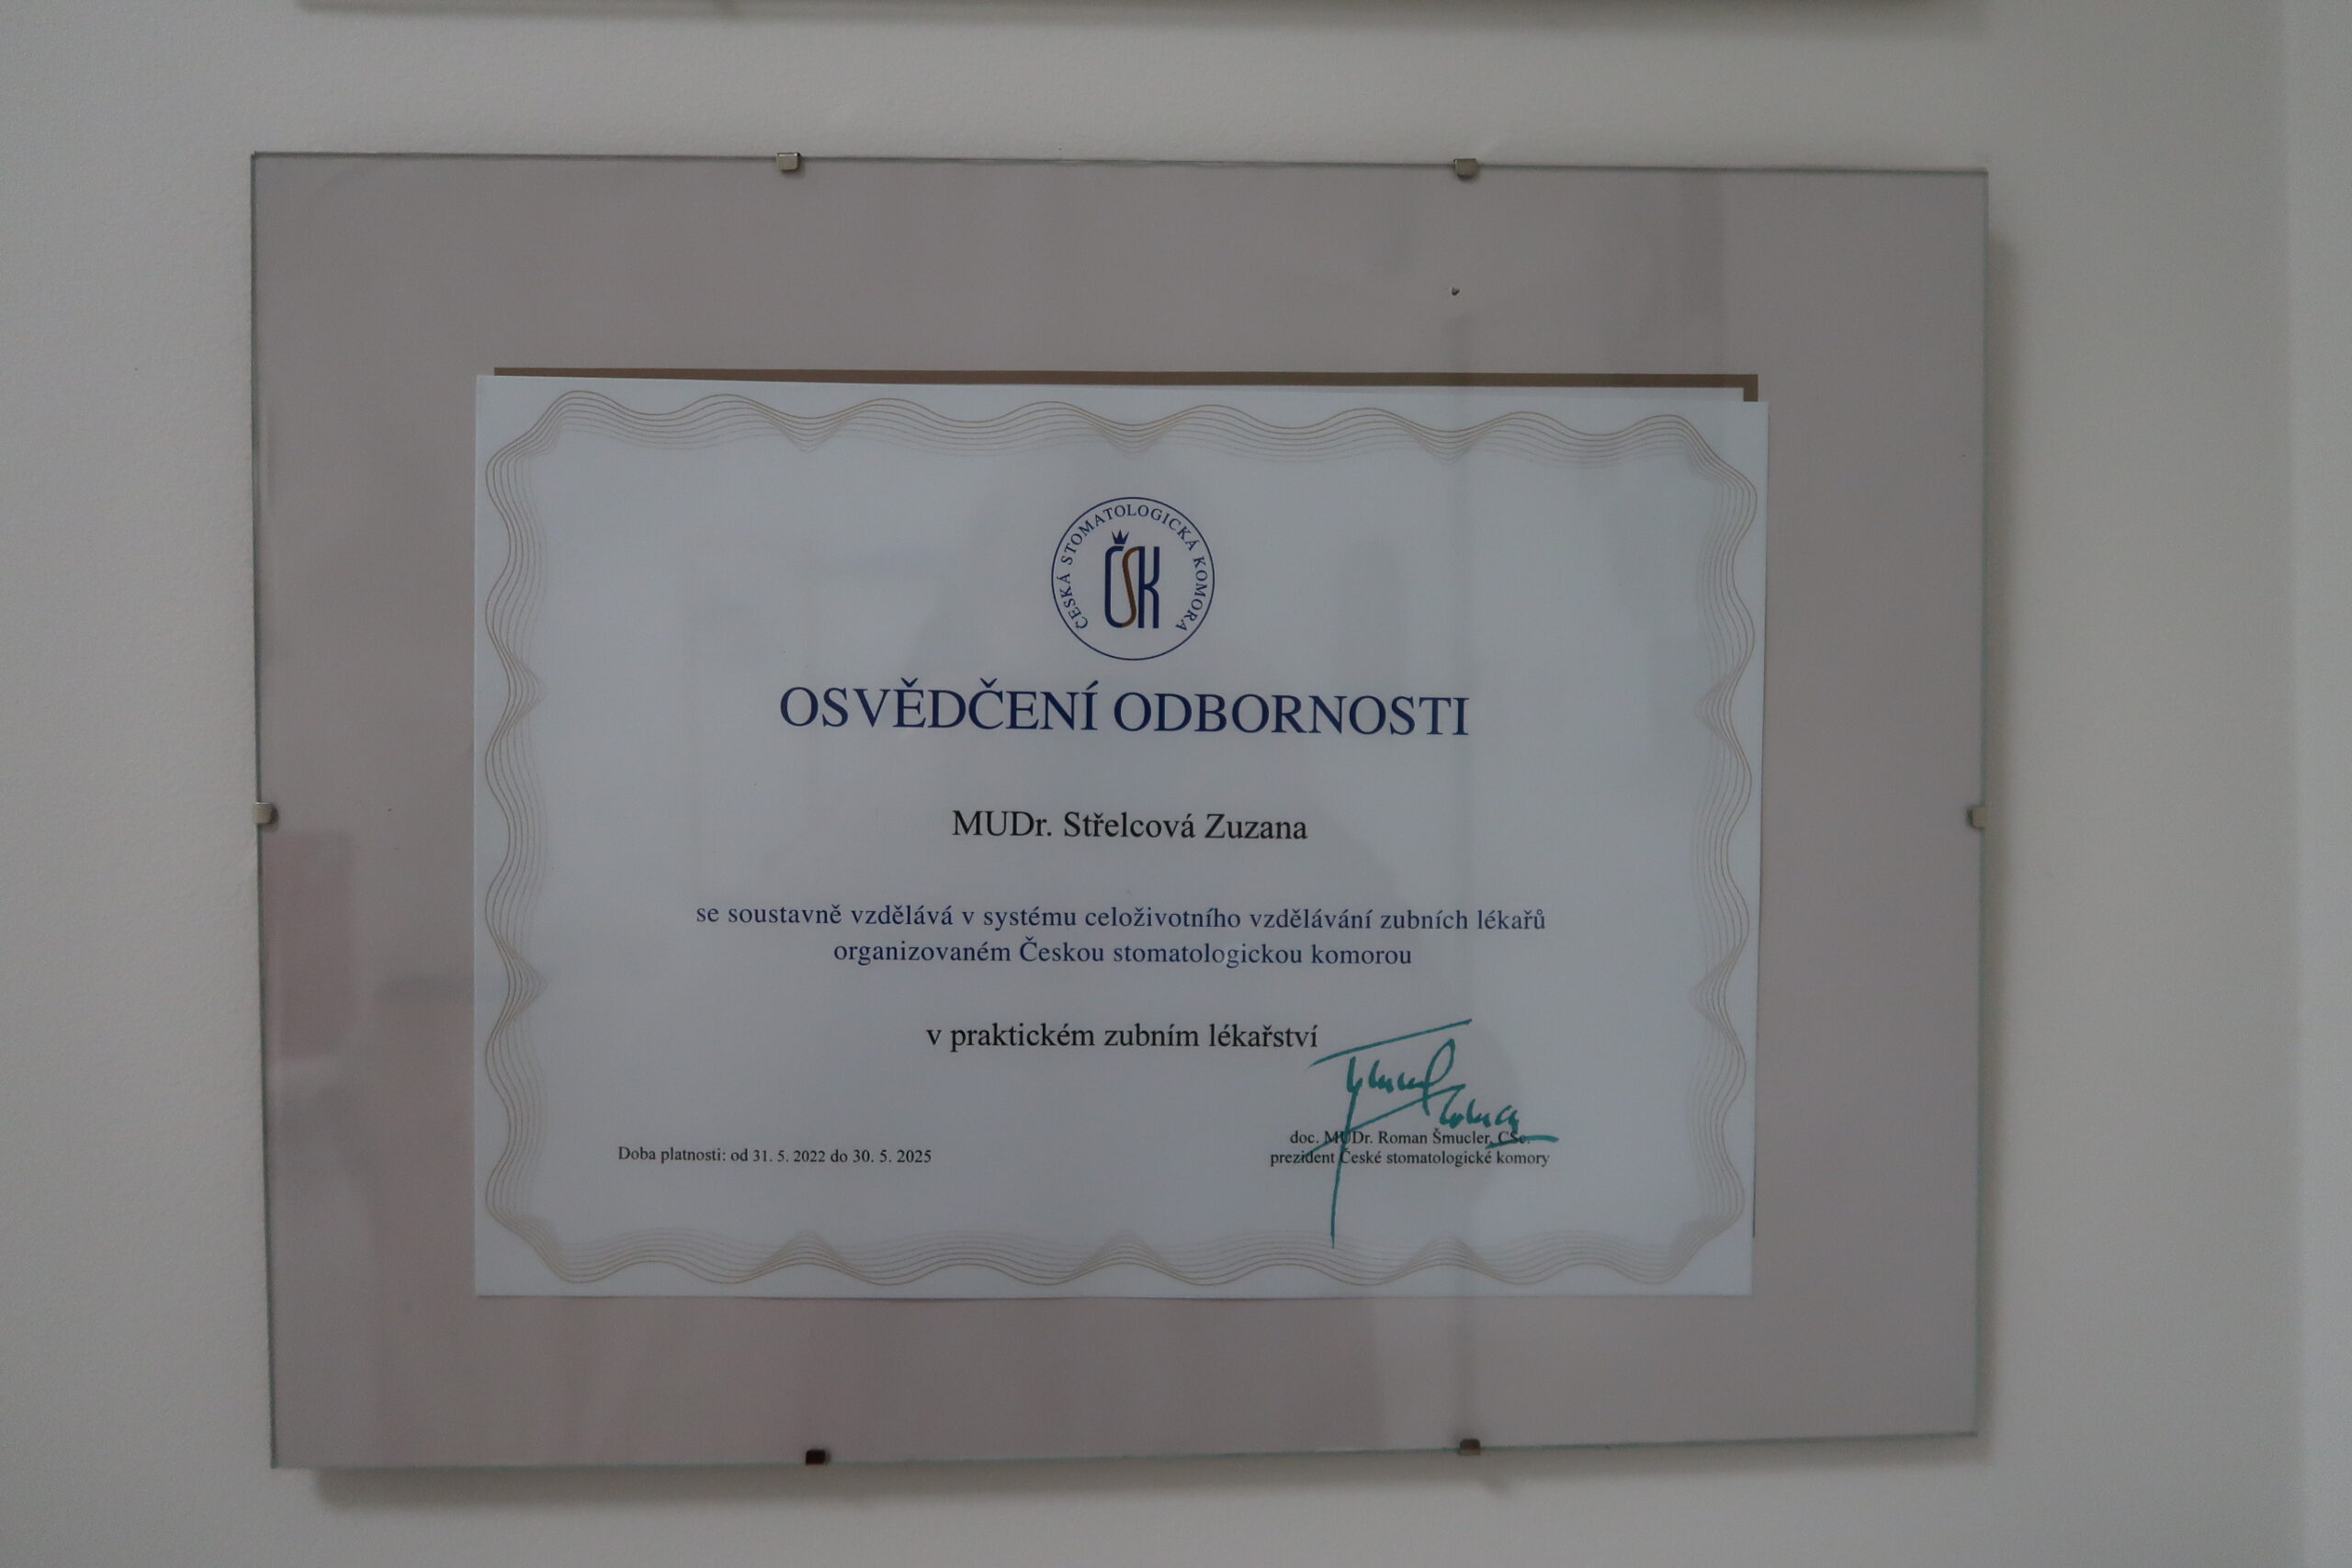 ČESKÁ STOMATOLOGICKÁ KOMORA
ČSK
OSVĚDČENÍ ODBORNOSTI
MUDr. Střelcová Zuzana
se soustavně vzdělává v systému celoživotního vzdělávání zubních lékařů
organizovaném Českou stomatologickou komorou
v praktickém zubním lékařství
Doba platnosti: od 31. 5. 2022 do 30. 5. 2025
doc. MUDr. Roman Šmucler, CSc.
prezident České stomatologické komory